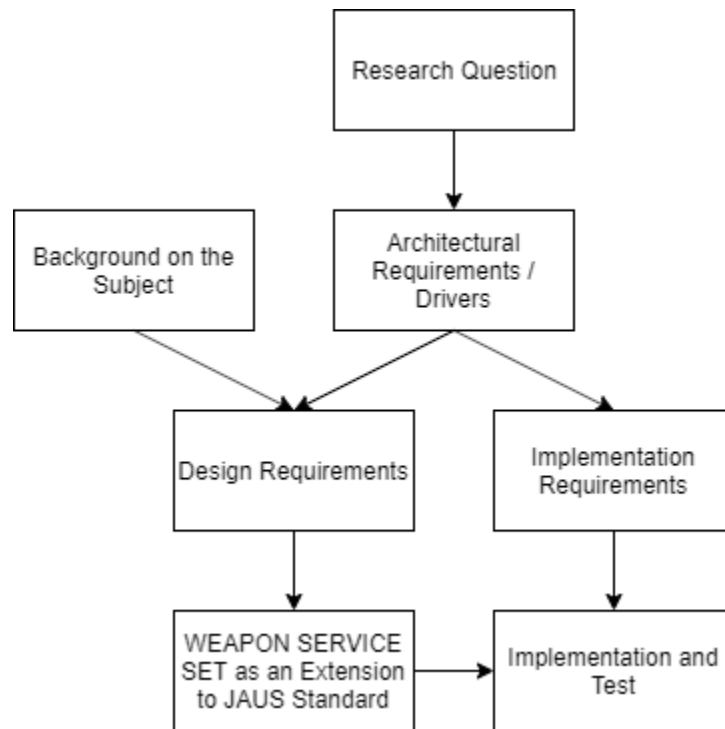 Research Question
Background on the
Subject
Architectural
Requirements /
Drivers
Design Requirements
Implementation
Requirements
WEAPON SERVICE
SET as an Extension
to JAUS Standard
Implementation and
Test